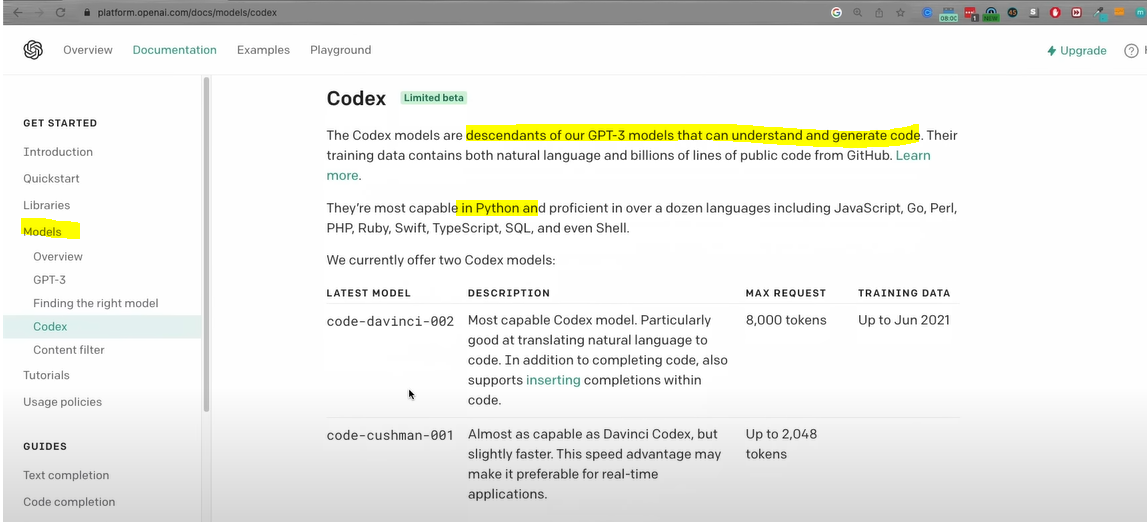 platform.openai.com/docs/models/codex
08:00
1
NEW
45
S
m
Overview
Documentation
Examples
Playground
Upgrade
?
GET STARTED
Introduction
Quickstart
Libraries
Models
Overview
GPT-3
Finding the right model
Codex
Content filter
Tutorials
Usage policies
GUIDES
Text completion
Code completion
Codex Limited beta
The Codex models are descendants of our GPT-3 models that can understand and generate code. Their
training data contains both natural language and billions of lines of public code from GitHub. Learn
more.
They're most capable in Python and proficient in over a dozen languages including JavaScript, Go, Perl,
PHP, Ruby, Swift, TypeScript, SQL, and even Shell.
We currently offer two Codex models:
LATEST MODEL DESCRIPTION MAX REQUEST TRAINING DATA
code-davinci-002 Most capable Codex model. Particularly 8,000 tokens Up to Jun 2021
good at translating natural language to
code. In addition to completing code, also
supports inserting completions within
code.
code-cushman-001 Almost as capable as Davinci Codex, but Up to 2,048
slightly faster. This speed advantage may tokens
make it preferable for real-time
applications.